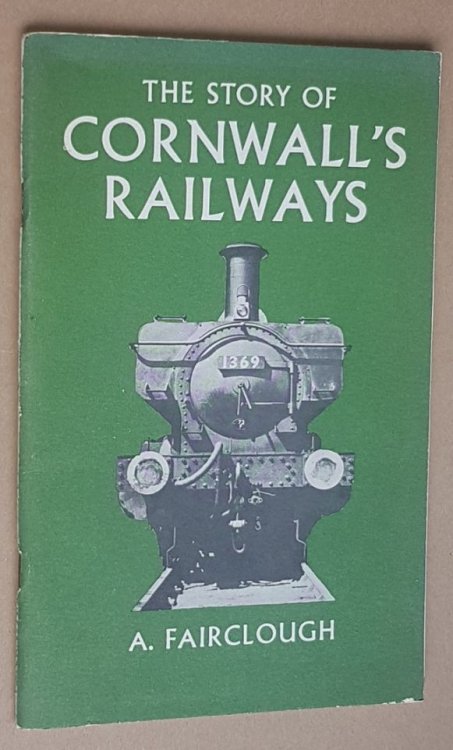 THE STORY OF
CORNWALL'S
RAILWAYS
1369
A. FAIRCLOUGH